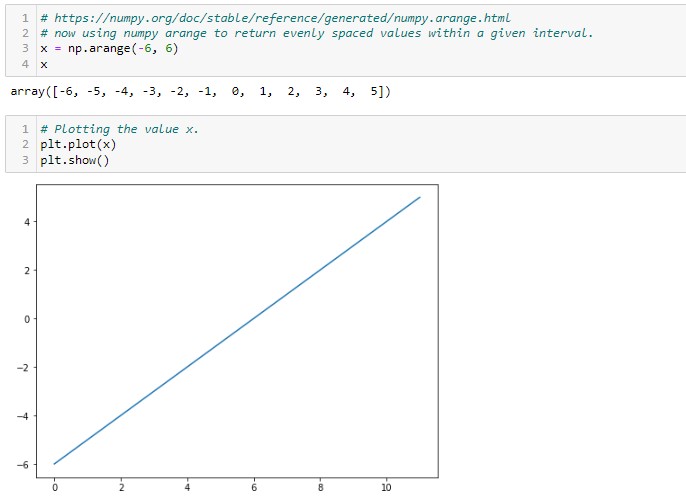 1 # https://numpy.org/doc/stable/reference/generated/numpy.arange.html
2 # now using numpy arange to return evenly spaced values within a given interval.
3 x = np.arange(-6, 6)
4 x
array([-6, -5, -4, -3, -2, -1,  0,  1,  2,  3,  4,  5])
1 # Plotting the value x.
2 plt.plot(x)
3 plt.show()
4
2
0
−2
−4
−6
0 2 4 6 8 10